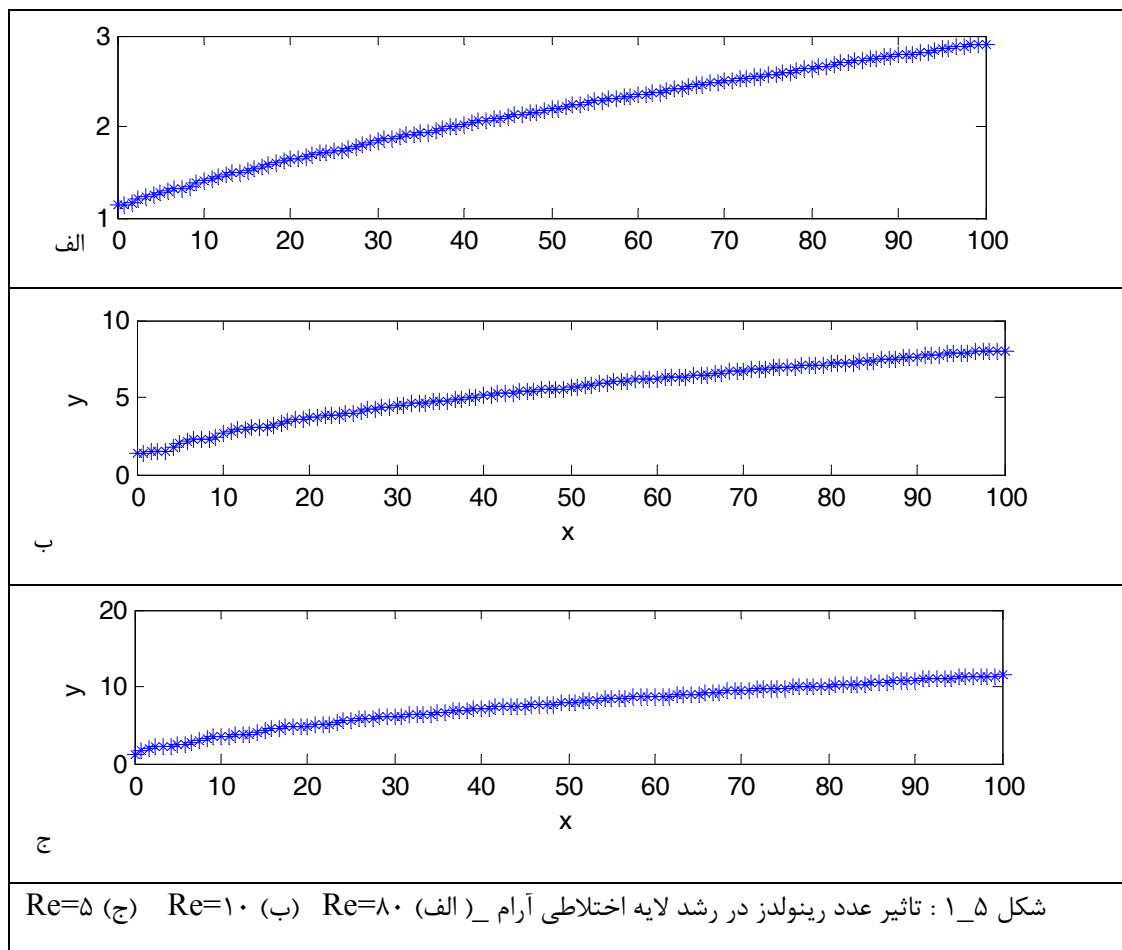 3
2
1
0 10 20 30 40 50 60 70 80 90 100
الف
10
5
0
y
0 10 20 30 40 50 60 70 80 90 100
x
ب
20
10
0
y
0 10 20 30 40 50 60 70 80 90 100
x
ج
شکل ۵_۱ : تاثیر عدد رینولدز در رشد لایه اختلاطی آرام _( الف) Re=۸۰ (ب) Re=۱۰ (ج) Re=۵